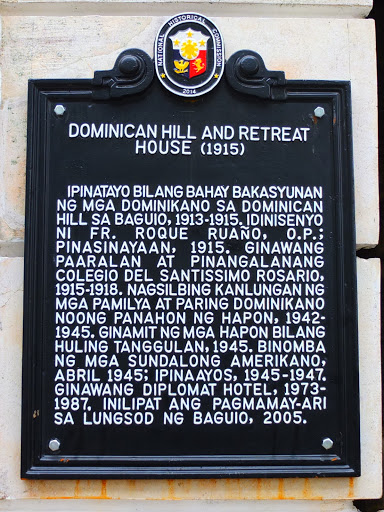 NATIONAL HISTORICAL COMMISSION
2014
DOMINICAN HILL AND RETREAT
HOUSE (1915)
IPINATAYO BILANG BAHAY BAKASYUNAN
NG MGA DOMINIKANO SA DOMINICAN
HILL SA BAGUIO, 1913-1915. IDINISENYO
NI FR. ROQUE RUAÑO, O.P.;
PINASINAYAAN, 1915. GINAWANG
PAARALAN AT PINANGALANANG
COLEGIO DEL SANTISSIMO ROSARIO,
1915-1918. NAGSILBING KANLUNGAN NG
MGA PAMILYA AT PARING DOMINIKANO
NOONG PANAHON NG HAPON, 1942-
1945. GINAMIT NG MGA HAPON BILANG
HULING TANGGULAN, 1945. BINOMBA
NG MGA SUNDALONG AMERIKANO,
ABRIL 1945; IPINAAYOS, 1945-1947.
GINAWANG DIPLOMAT HOTEL, 1973-
1987. INILIPAT ANG PAGMAMAY-ARI
SA LUNGSOD NG BAGUIO, 2005.